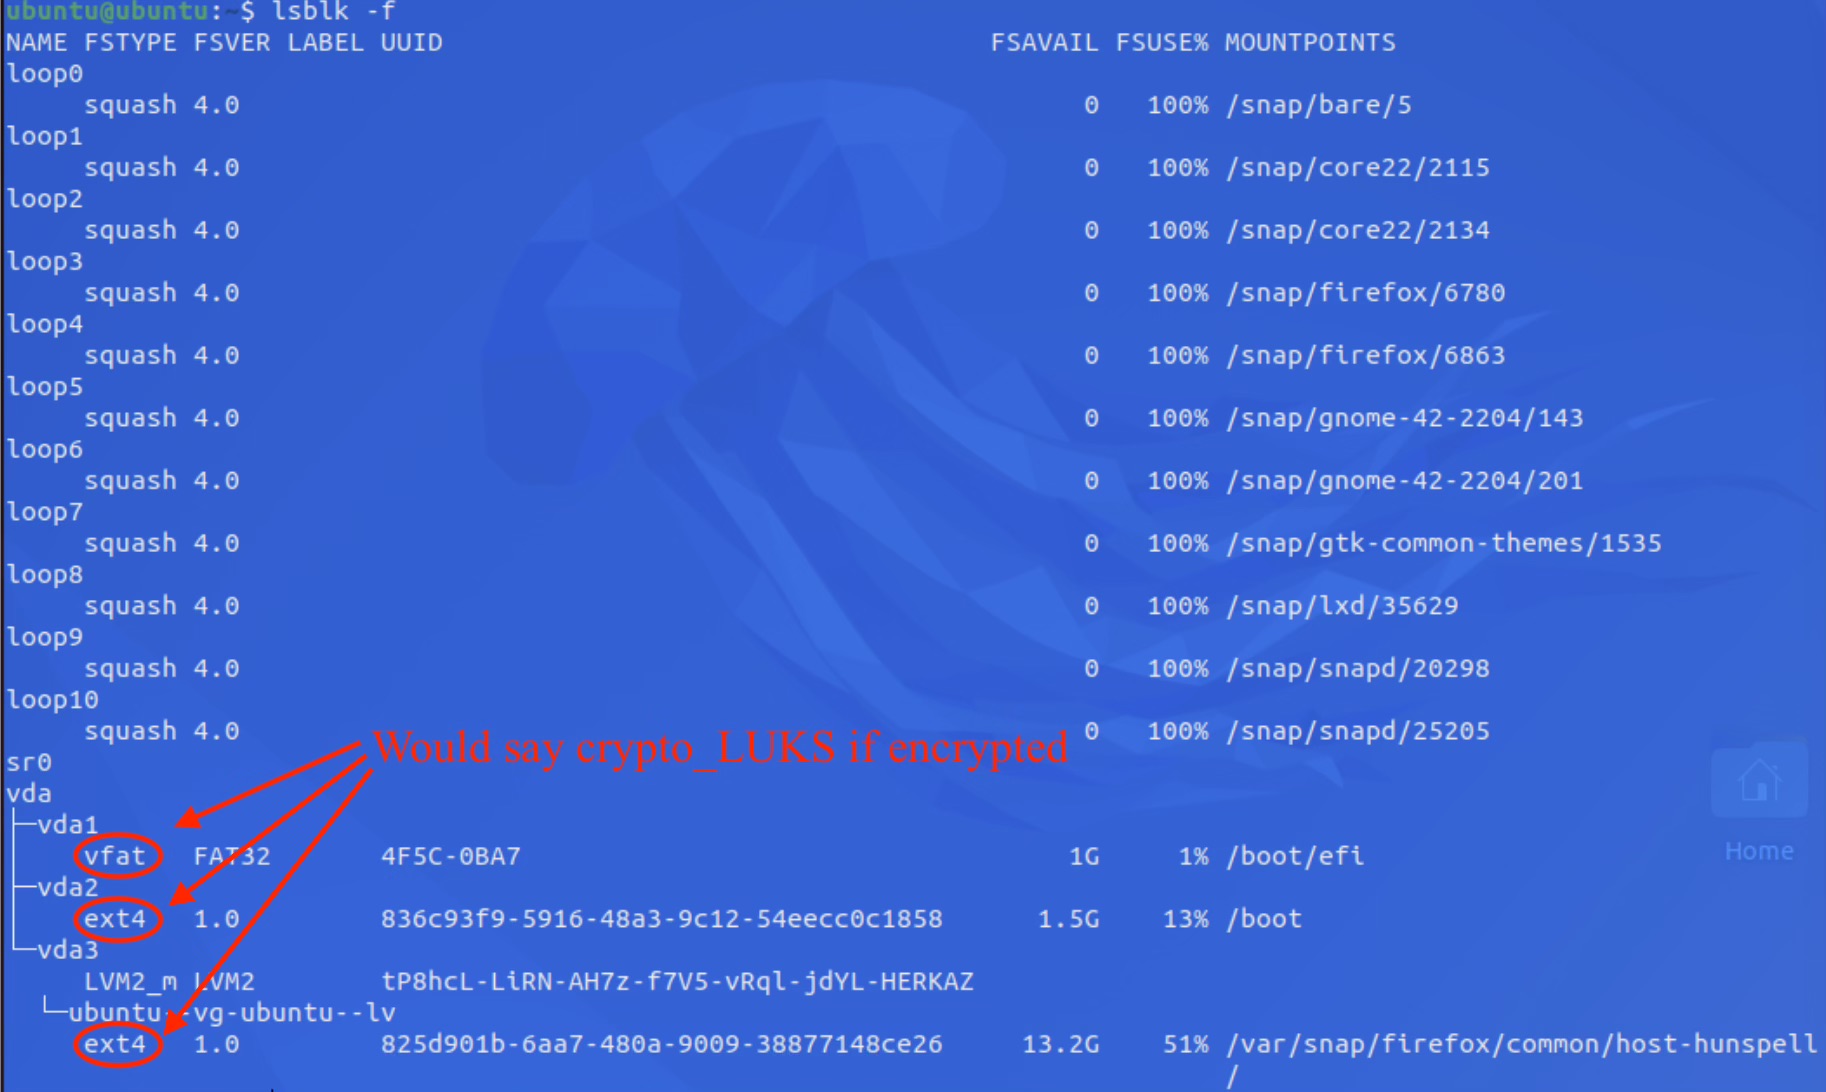 ubuntu@ubuntu:~$ lsblk -f
NAME FSTYPE FSVER LABEL UUID FSAVAIL FSUSE% MOUNTPOINTS
loop0
squash 4.0 0 100% /snap/bare/5
loop1
squash 4.0 0 100% /snap/core22/2115
loop2
squash 4.0 0 100% /snap/core22/2134
loop3
squash 4.0 0 100% /snap/firefox/6780
loop4
squash 4.0 0 100% /snap/firefox/6863
loop5
squash 4.0 0 100% /snap/gnome-42-2204/143
loop6
squash 4.0 0 100% /snap/gnome-42-2204/201
loop7
squash 4.0 0 100% /snap/gtk-common-themes/1535
loop8
squash 4.0 0 100% /snap/lxd/35629
loop9
squash 4.0 0 100% /snap/snapd/20298
loop10
squash 4.0 0 100% /snap/snapd/25205
Would say crypto_LUKS if encrypted
sr0
vda
├─vda1
│ vfat FAT32 4F5C-0BA7 1G 1% /boot/efi
Home
├─vda2
│ ext4 1.0 836c93f9-5916-48a3-9c12-54eecc0c1858 1.5G 13% /boot
└─vda3
LVM2_m LVM2 tP8hcL-LiRN-AH7z-f7V5-vRql-jdYL-HERKAZ
└─ubuntu--vg-ubuntu--lv
ext4 1.0 825d901b-6aa7-480a-9009-38877148ce26 13.2G 51% /var/snap/firefox/common/host-hunspell
/